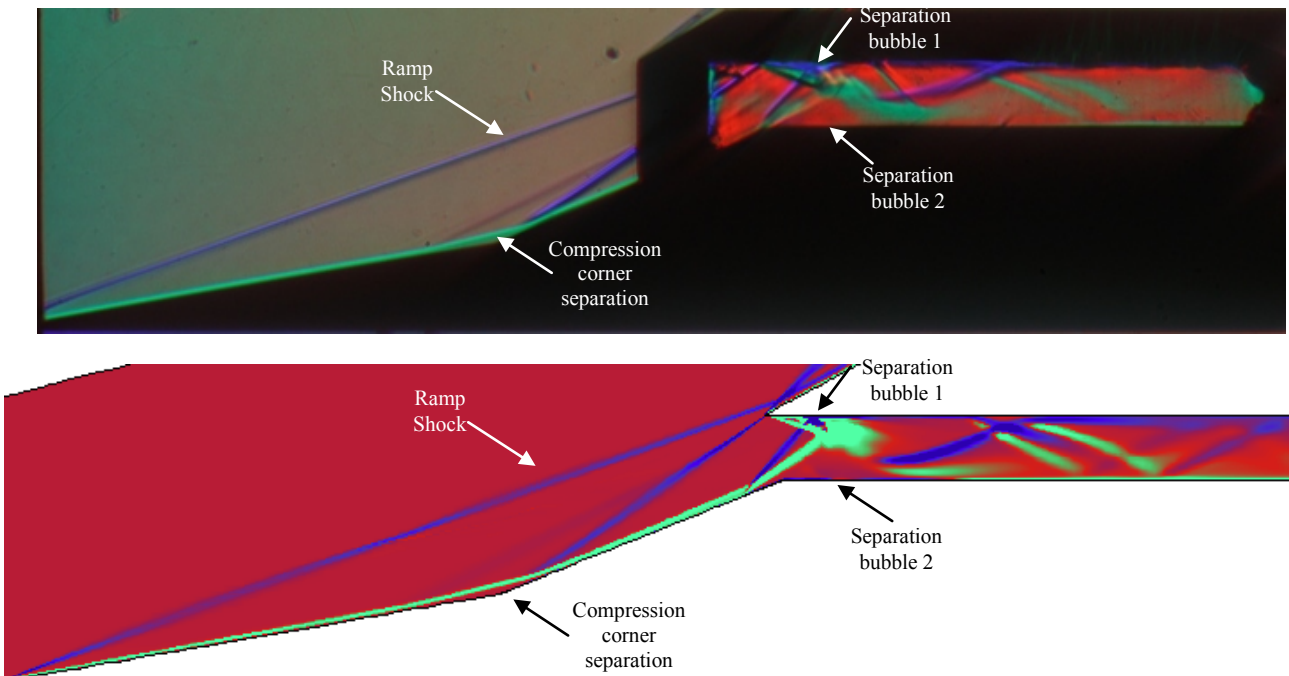 Separation
bubble 1
Ramp
Shock
Separation
bubble 2
Compression
corner
separation
Separation
bubble 1
Ramp
Shock
Separation
bubble 2
Compression
corner
separation